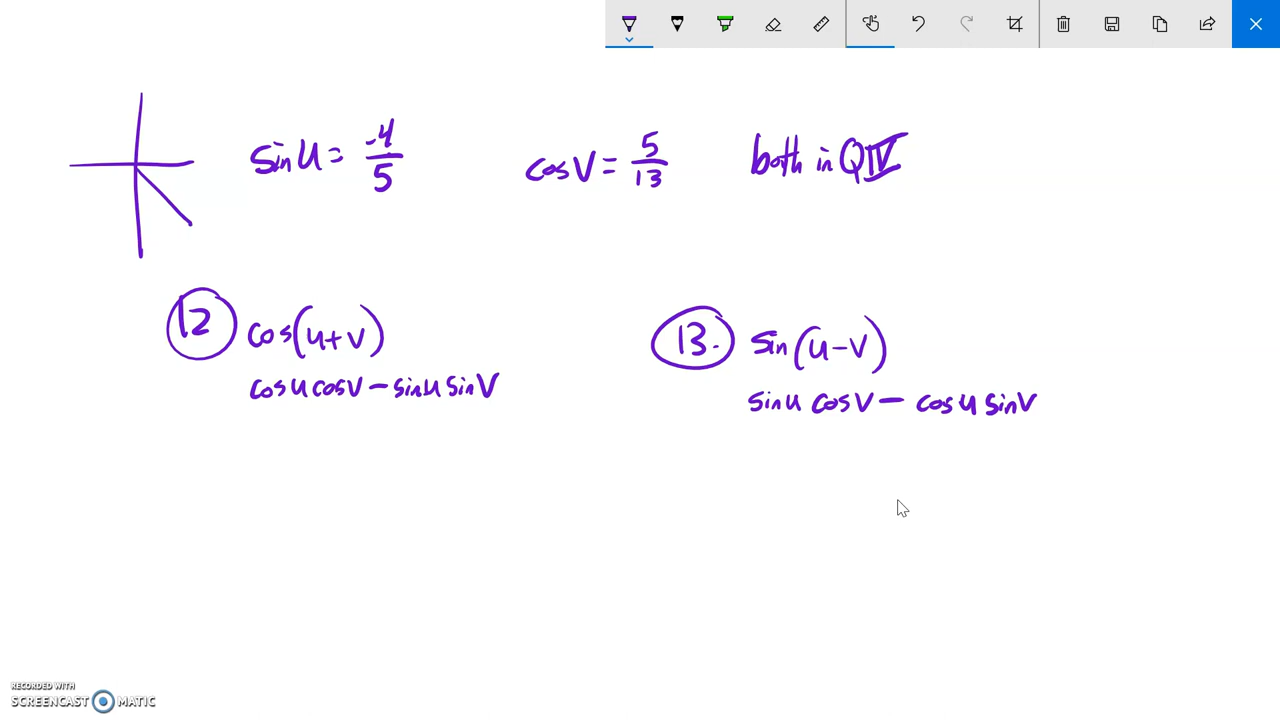 sin u = -4/5 cos v = 5/13 both in QIV
12 cos(u+v)
cos u cos v - sin u sin v
13. sin(u-v)
sin u cos v - cos u sin v
RECORDED WITH
SCREENCAST MATIC